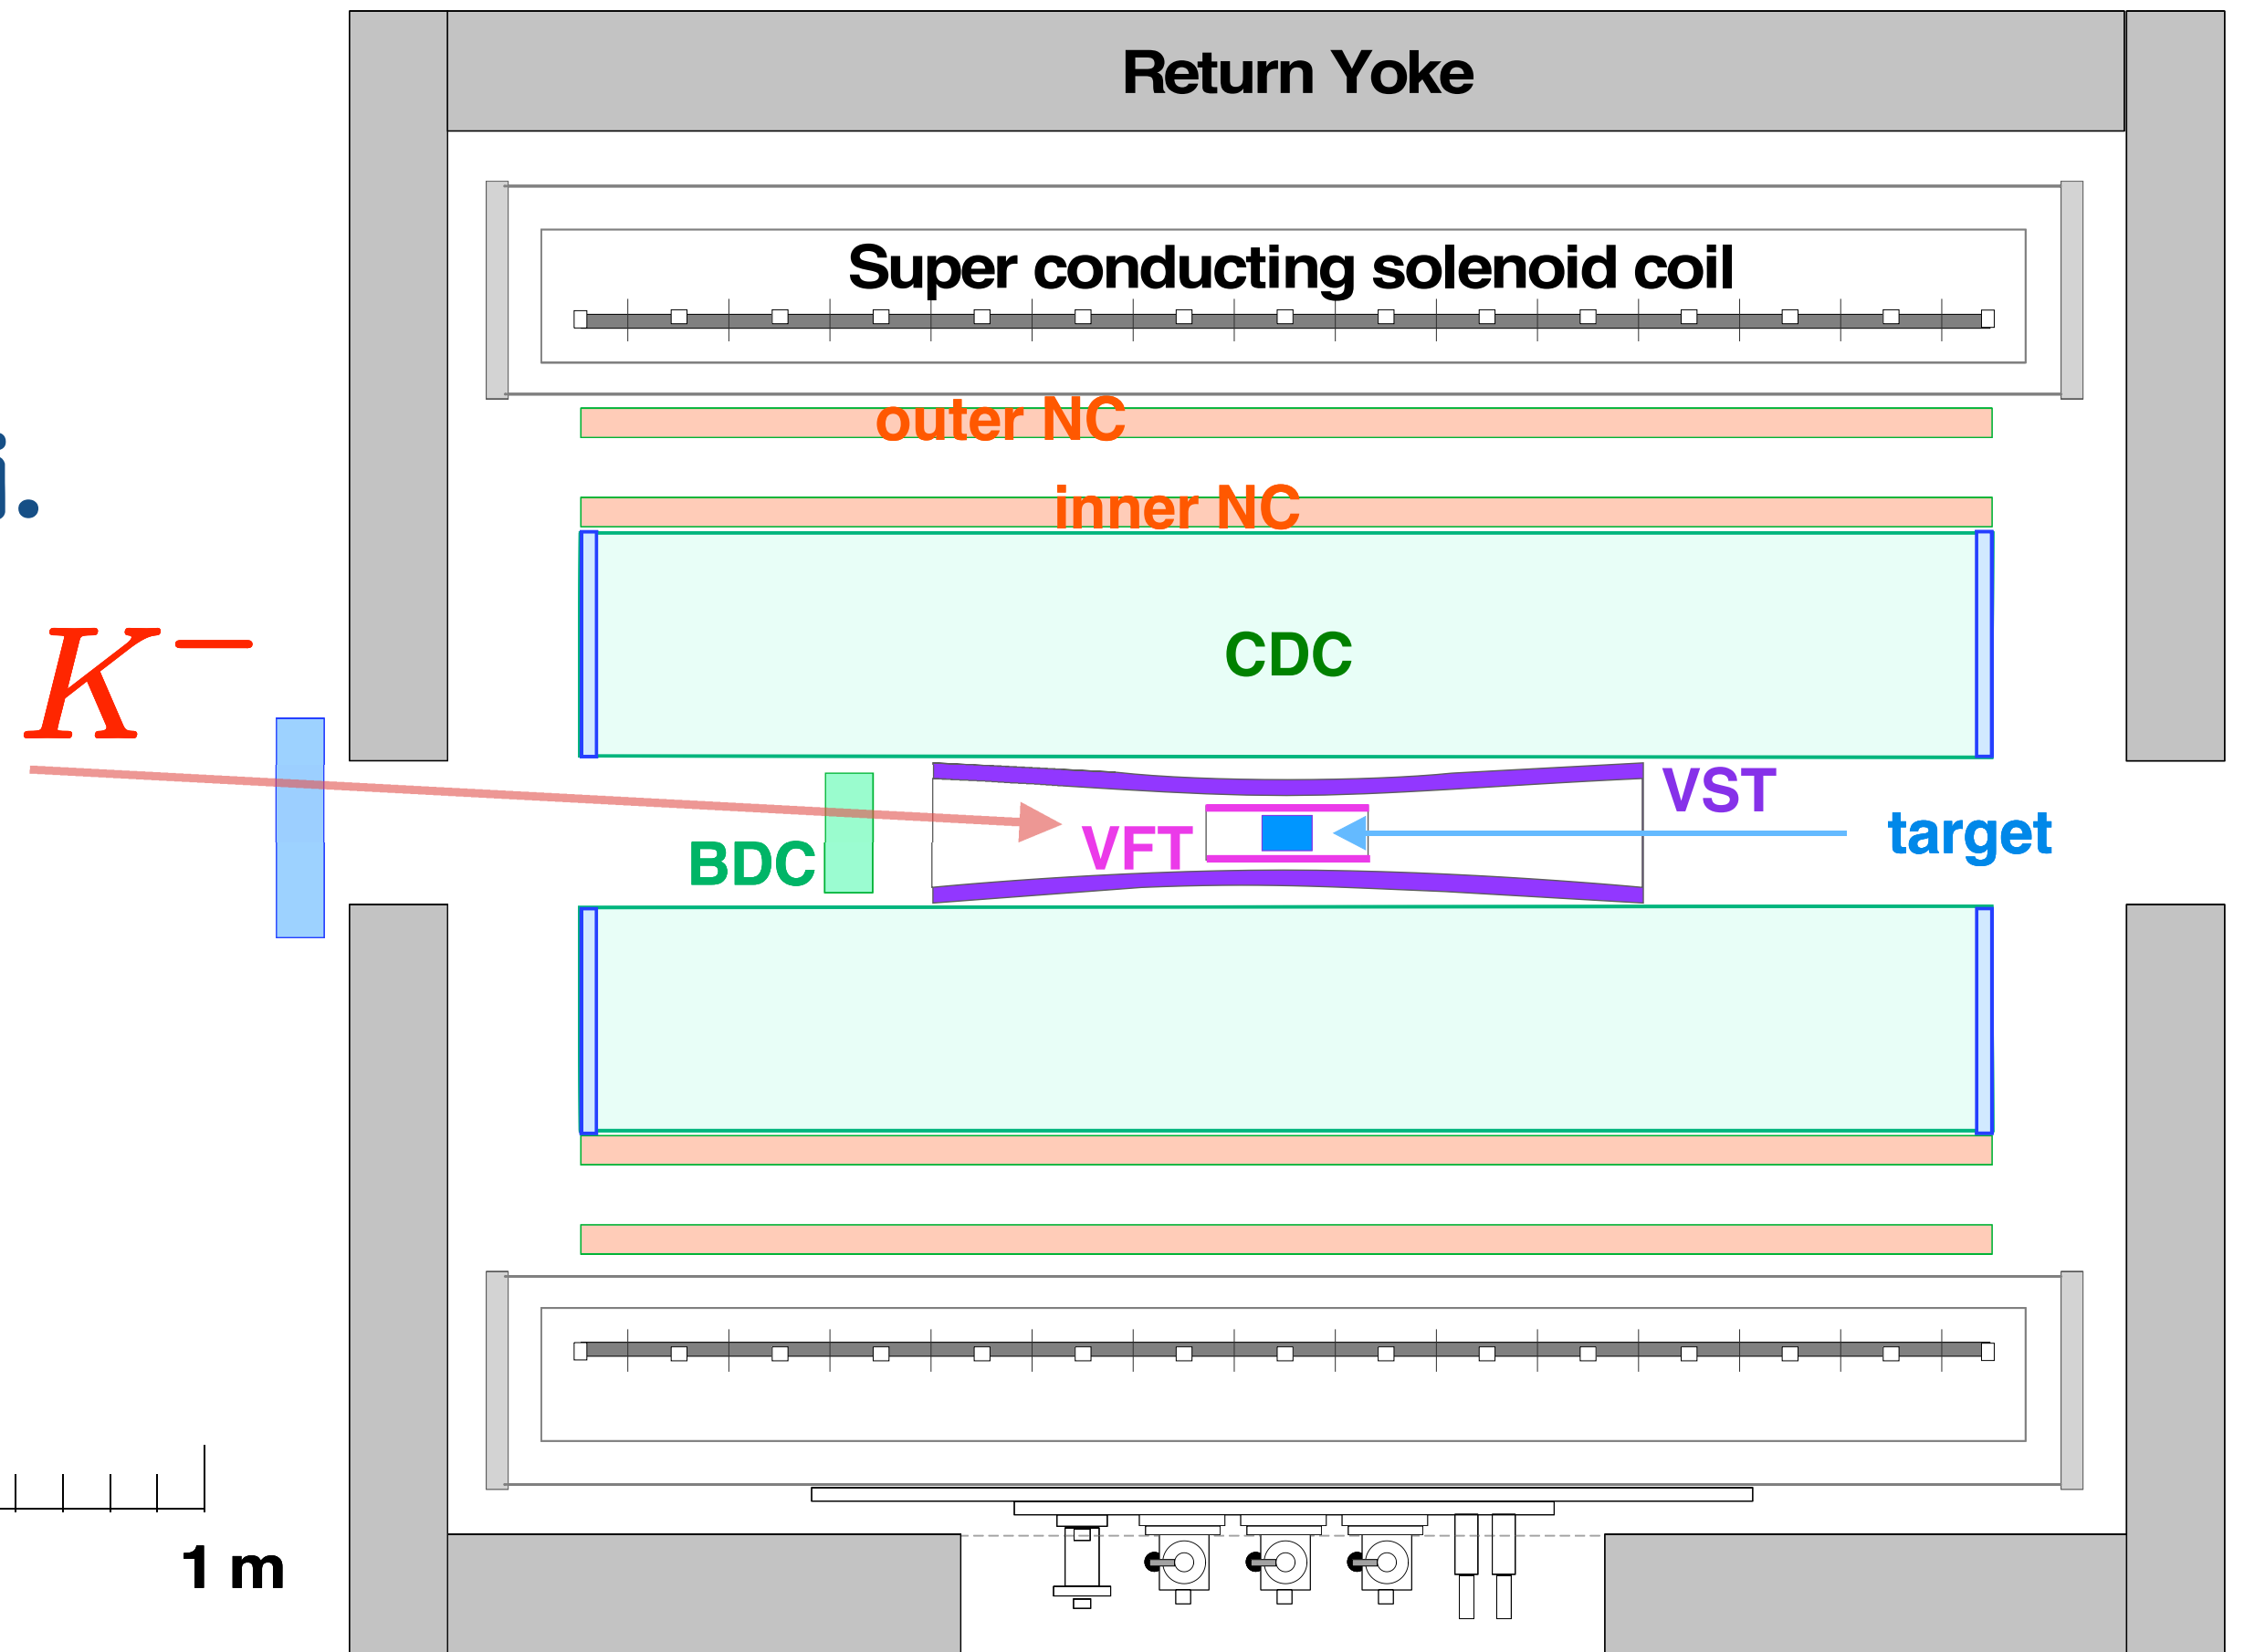 Return Yoke
Super conducting solenoid coil
outer NC
i.
inner NC
K⁻
CDC
VST
BDC
VFT
target
1 m